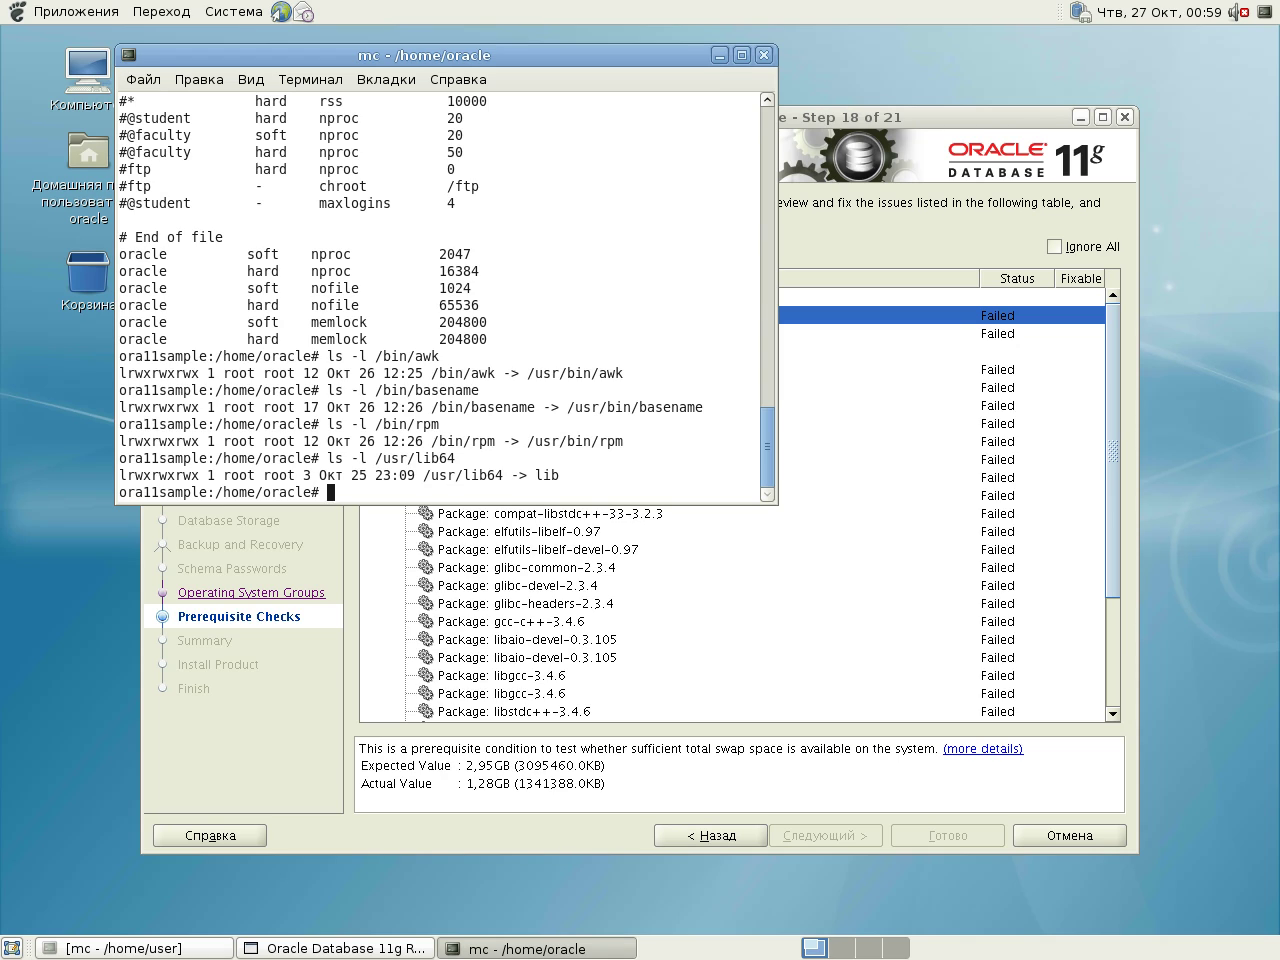 Приложения Переход Система
Чтв, 27 Окт, 00:59
Компьют
Домашняя п
пользоват
oracle
Корзина
mc - /home/oracle
Файл Правка Вид Терминал Вкладки Справка
#* hard rss 10000
#@student hard nproc 20
#@faculty soft nproc 20
#@faculty hard nproc 50
#ftp hard nproc 0
#ftp - chroot /ftp
#@student - maxlogins 4
# End of file
oracle soft nproc 2047
oracle hard nproc 16384
oracle soft nofile 1024
oracle hard nofile 65536
oracle soft memlock 204800
oracle hard memlock 204800
ora11sample:/home/oracle# ls -l /bin/awk
lrwxrwxrwx 1 root root 12 Окт 26 12:25 /bin/awk -> /usr/bin/awk
ora11sample:/home/oracle# ls -l /bin/basename
lrwxrwxrwx 1 root root 17 Окт 26 12:26 /bin/basename -> /usr/bin/basename
ora11sample:/home/oracle# ls -l /bin/rpm
lrwxrwxrwx 1 root root 12 Окт 26 12:26 /bin/rpm -> /usr/bin/rpm
ora11sample:/home/oracle# ls -l /usr/lib64
lrwxrwxrwx 1 root root 3 Окт 25 23:09 /usr/lib64 -> lib
ora11sample:/home/oracle#
e - Step 18 of 21
ORACLE 11g
DATABASE
eview and fix the issues listed in the following table, and
Ignore All
Status Fixable
Failed
Failed
Failed
Failed
Failed
Failed
Failed
Failed
Failed
Failed
Package: compat-libstdc++-33-3.2.3 Failed
Package: elfutils-libelf-0.97 Failed
Package: elfutils-libelf-devel-0.97 Failed
Package: glibc-common-2.3.4 Failed
Package: glibc-devel-2.3.4 Failed
Package: glibc-headers-2.3.4 Failed
Package: gcc-c++-3.4.6 Failed
Package: libaio-devel-0.3.105 Failed
Package: libaio-devel-0.3.105 Failed
Package: libgcc-3.4.6 Failed
Package: libgcc-3.4.6 Failed
Package: libstdc++-3.4.6 Failed
Database Storage
Backup and Recovery
Schema Passwords
Operating System Groups
Prerequisite Checks
Summary
Install Product
Finish
This is a prerequisite condition to test whether sufficient total swap space is available on the system. (more details)
Expected Value : 2,95GB (3095460.0KB)
Actual Value : 1,28GB (1341388.0KB)
Справка
< Назад
Следующий >
Готово
Отмена
[mc - /home/user]
Oracle Database 11g R...
mc - /home/oracle